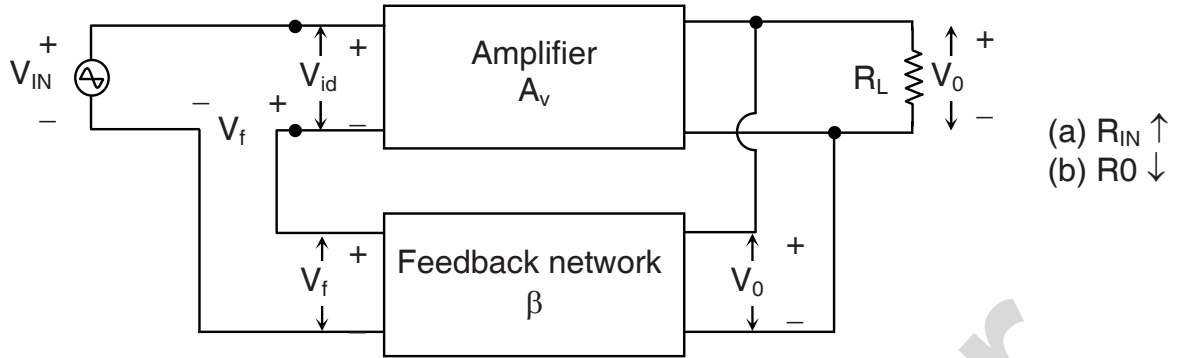 +
V_IN
−
− V_f +
+
V_id
−
Amplifier
A_v
R_L
+
V_0
−
(a) R_IN ↑
(b) R0 ↓
+
V_f
−
Feedback network
β
+
V_0
−
r